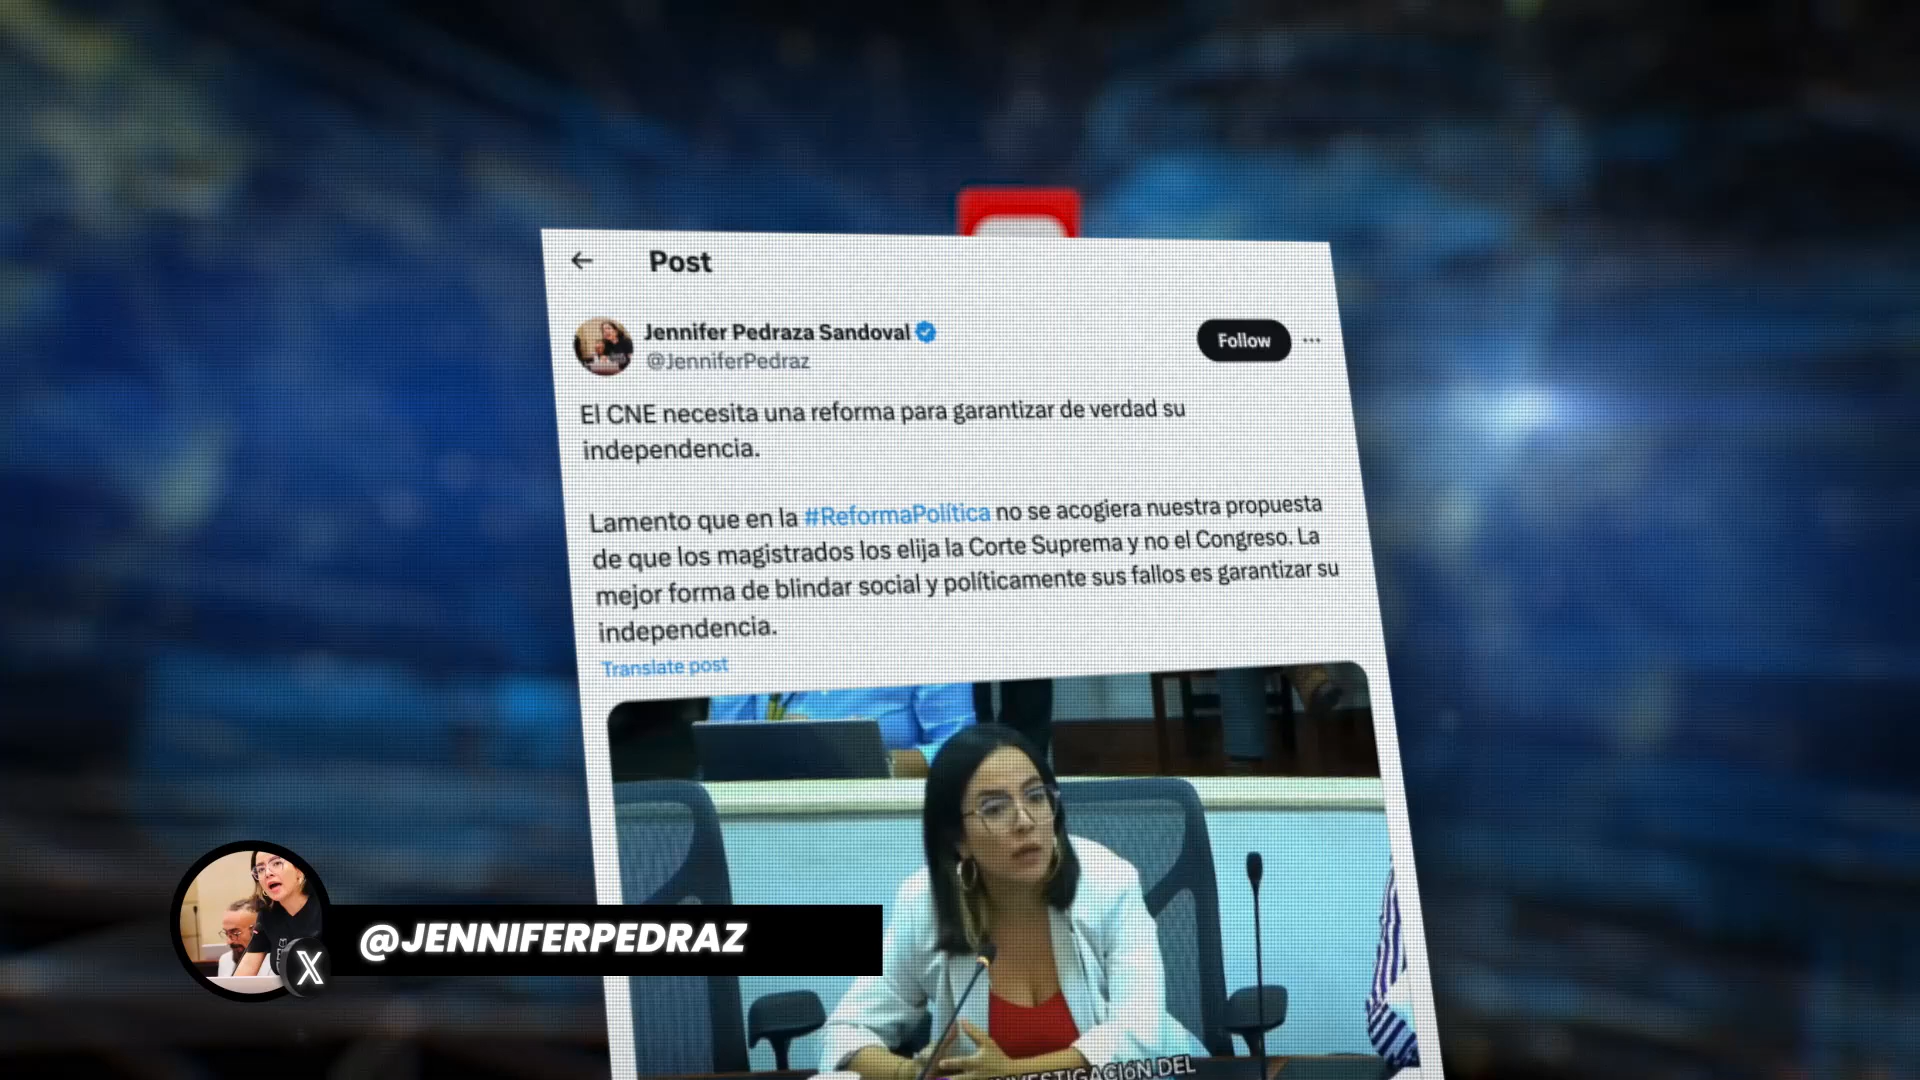 Post
Jennifer Pedraza Sandoval
@JenniferPedraz
Follow
El CNE necesita una reforma para garantizar de verdad su
independencia.
Lamento que en la #ReformaPolítica no se acogiera nuestra propuesta
de que los magistrados los elija la Corte Suprema y no el Congreso. La
mejor forma de blindar social y políticamente sus fallos es garantizar su
independencia.
Translate post
@JENNIFERPEDRAZ
DEL